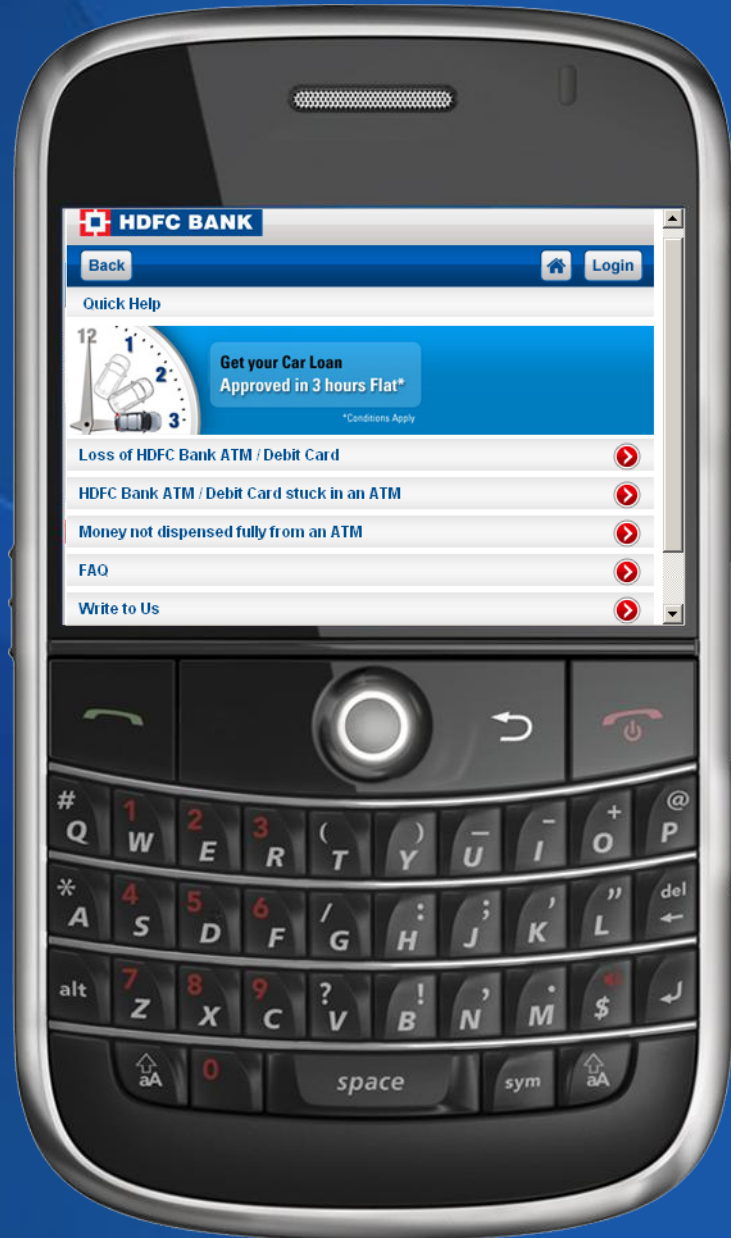 HDFC BANK
Back
Login
Quick Help
12
1
2
3
Get your Car Loan
Approved in 3 hours Flat*
*Conditions Apply
Loss of HDFC Bank ATM / Debit Card
HDFC Bank ATM / Debit Card stuck in an ATM
Money not dispensed fully from an ATM
FAQ
Write to Us
# 1 2 3 ( ) _ - + @
Q W E R T Y U I O P
* 4 5 6 / : ; ' " del
A S D F G H J K L
alt 7 8 9 ? ! , .
Z X C V B N M $
aA 0 space sym aA